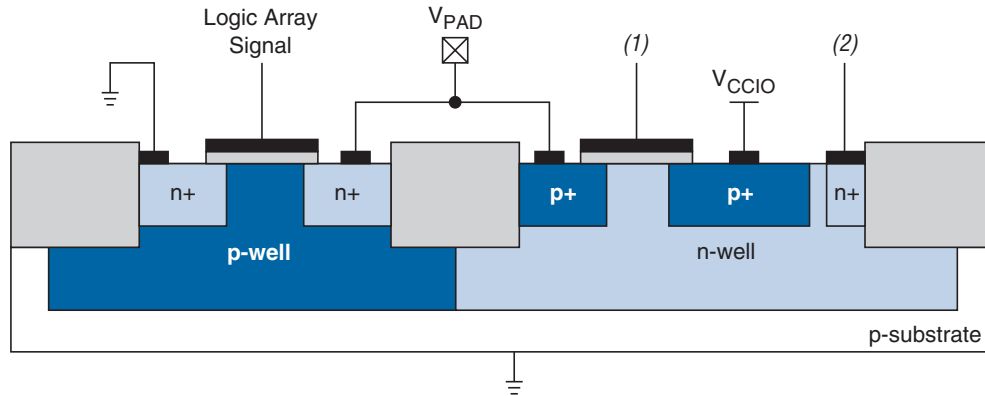 Logic Array
Signal
VPAD
(1)
(2)
VCCIO
n+
n+
p+
p+
n+
p-well
n-well
p-substrate